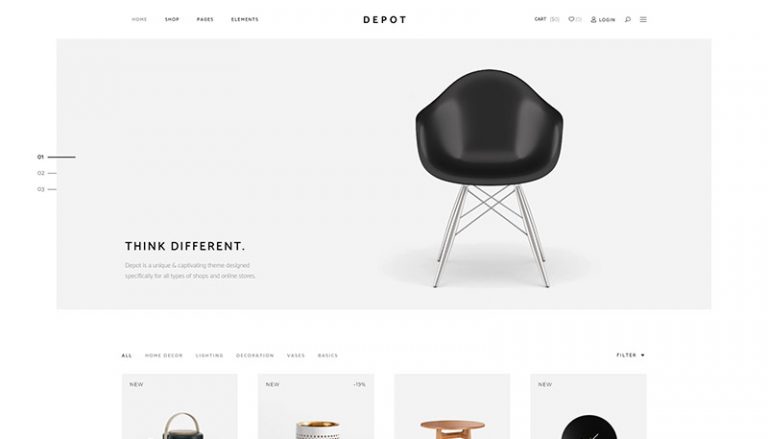 HOME SHOP PAGES ELEMENTS DEPOT CART ($0) (0) LOGIN
01
02
03
THINK DIFFERENT.
Depot is a unique & captivating theme designed
specifically for all types of shops and online stores.
ALL HOME DECOR LIGHTING DECORATION VASES BASICS FILTER
NEW NEW -15% NEW